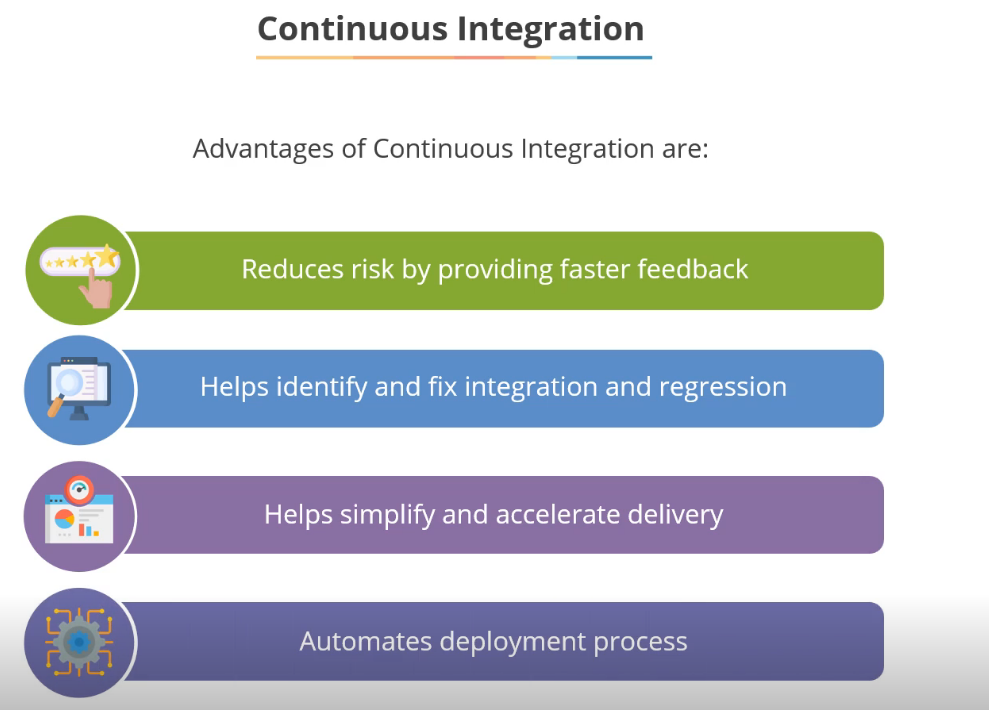 Continuous Integration
Advantages of Continuous Integration are:
Reduces risk by providing faster feedback
Helps identify and fix integration and regression
Helps simplify and accelerate delivery
Automates deployment process